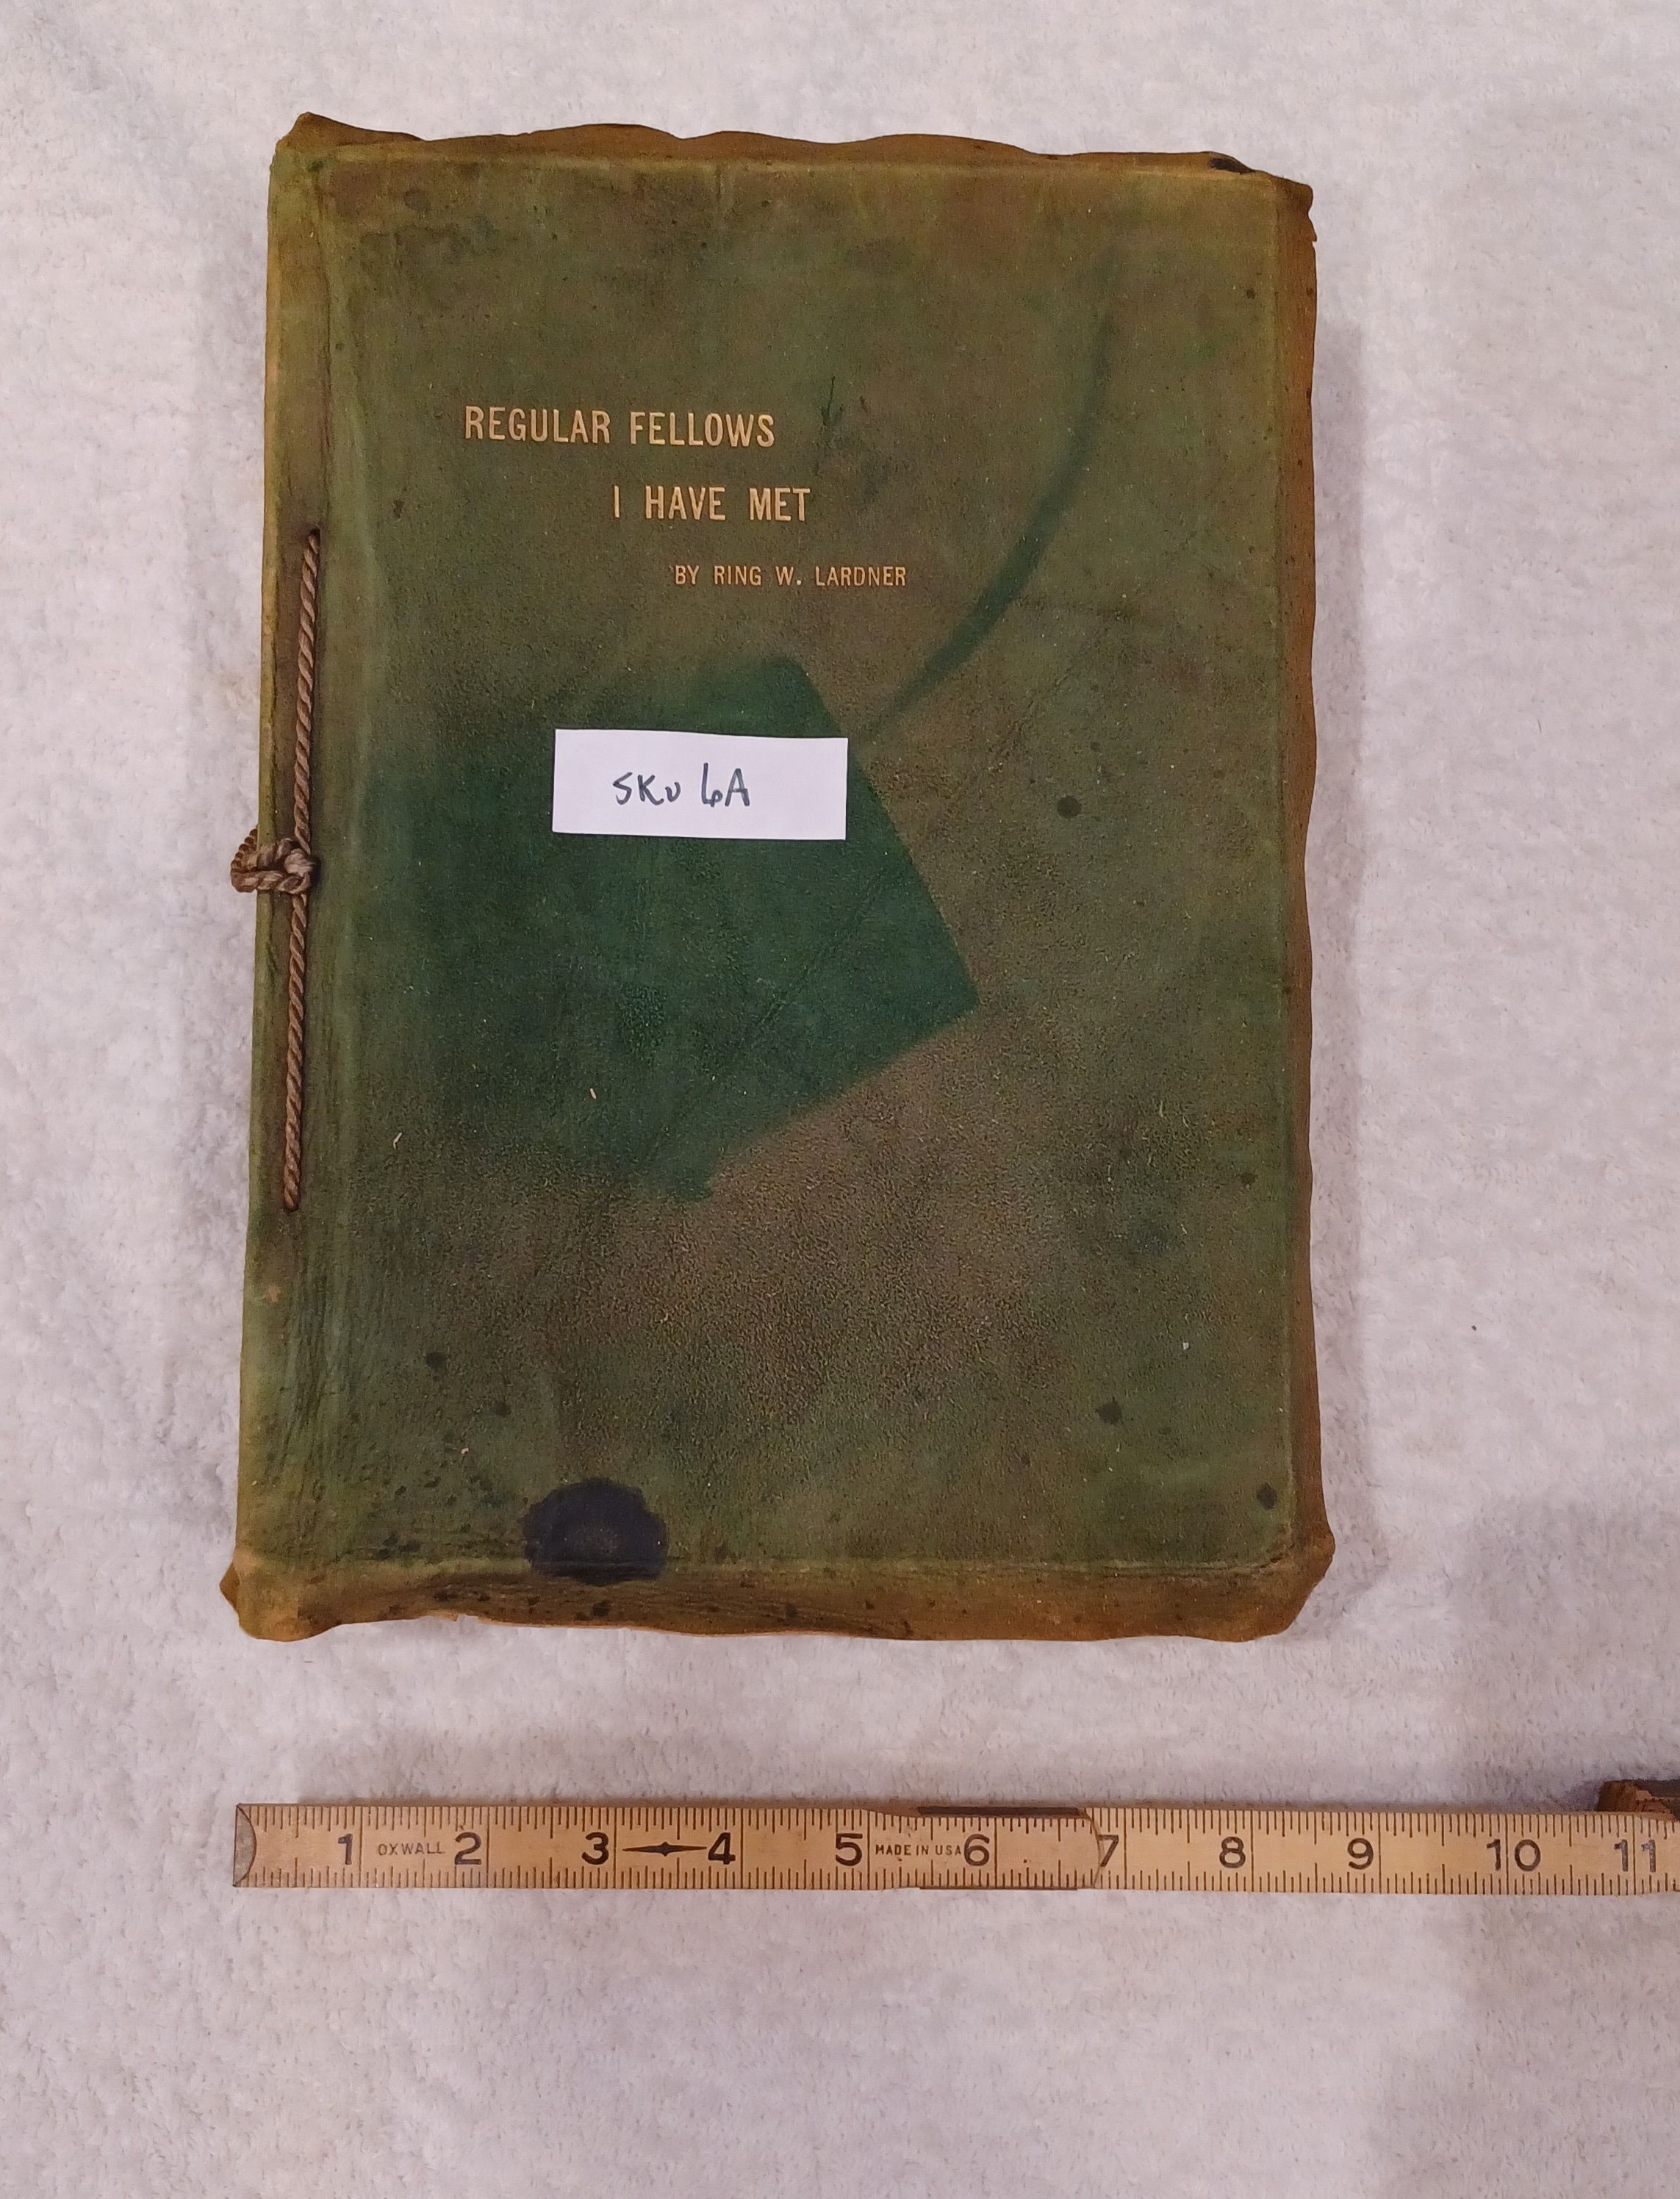 REGULAR FELLOWS
I HAVE MET
BY RING W. LARDNER
SKU 6A
1 OXWALL 2 3 4 5 MADE IN USA 6 7 8 9 10 11